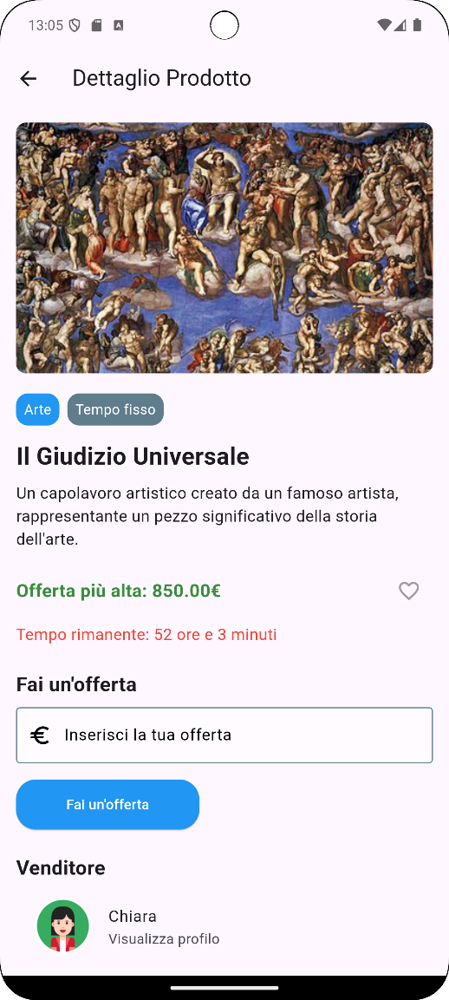 13:05
Dettaglio Prodotto
Arte
Tempo fisso
Il Giudizio Universale
Un capolavoro artistico creato da un famoso artista,
rappresentante un pezzo significativo della storia
dell'arte.
Offerta più alta: 850.00€
Tempo rimanente: 52 ore e 3 minuti
Fai un'offerta
€ Inserisci la tua offerta
Fai un'offerta
Venditore
Chiara
Visualizza profilo